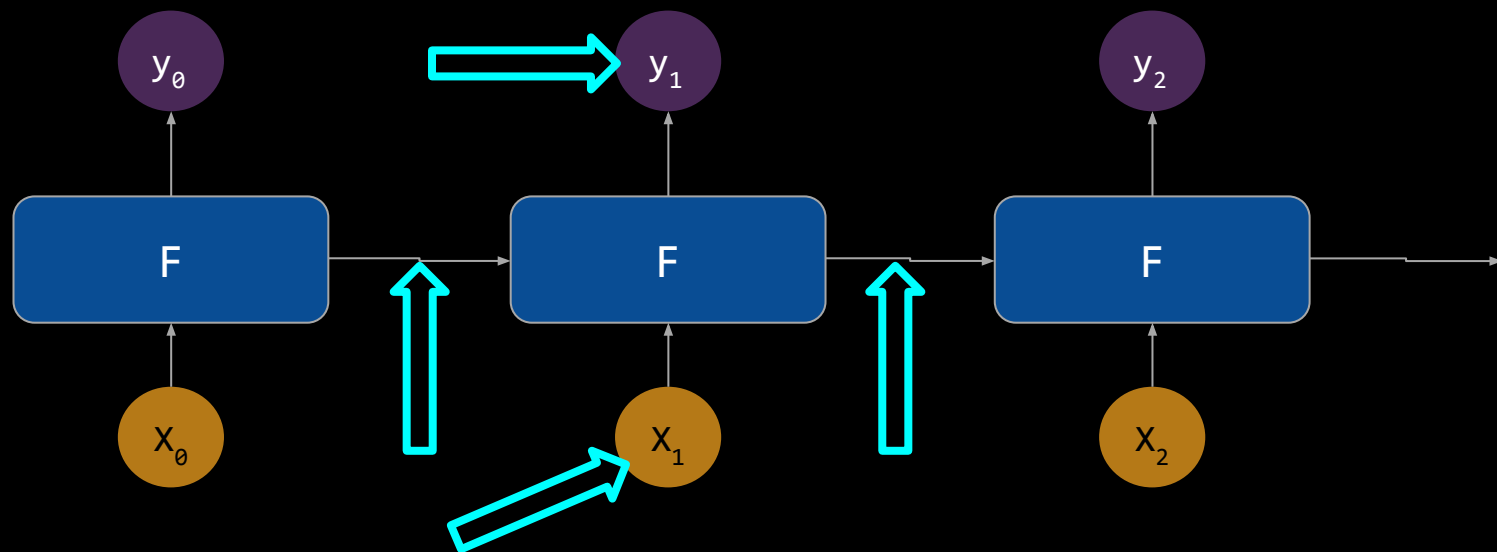 y₀ y₁ y₂
F F F
X₀ X₁ X₂